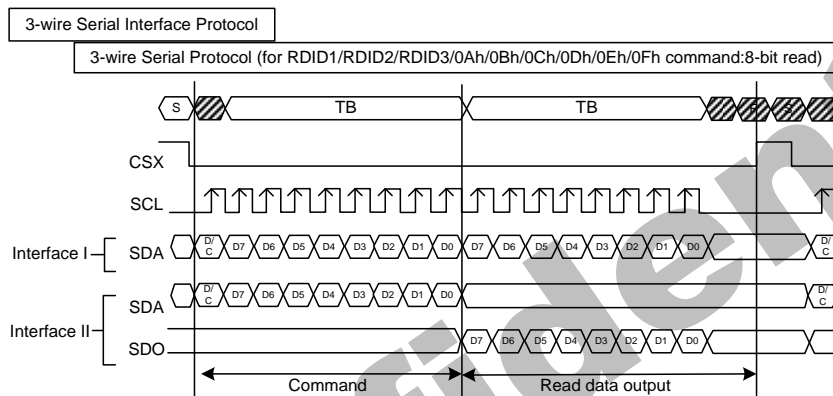 3-wire Serial Interface Protocol
3-wire Serial Protocol (for RDID1/RDID2/RDID3/0Ah/0Bh/0Ch/0Dh/0Eh/0Fh command:8-bit read)
S TB TB P S
CSX
SCL
Interface I SDA D/C D7 D6 D5 D4 D3 D2 D1 D0 D7 D6 D5 D4 D3 D2 D1 D0 D/C
SDA D/C D7 D6 D5 D4 D3 D2 D1 D0 D/C
Interface II
SDO D7 D6 D5 D4 D3 D2 D1 D0
Command Read data output